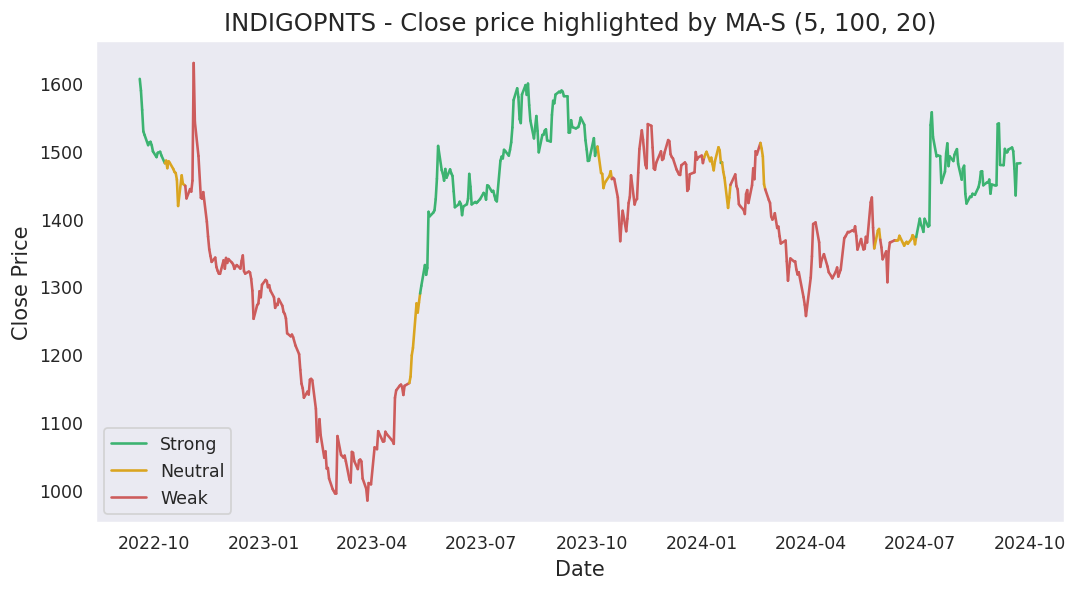 INDIGOPNTS - Close price highlighted by MA-S (5, 100, 20)
Close Price
1600
1500
1400
1300
1200
1100
1000
Strong
Neutral
Weak
2022-10 2023-01 2023-04 2023-07 2023-10 2024-01 2024-04 2024-07 2024-10
Date